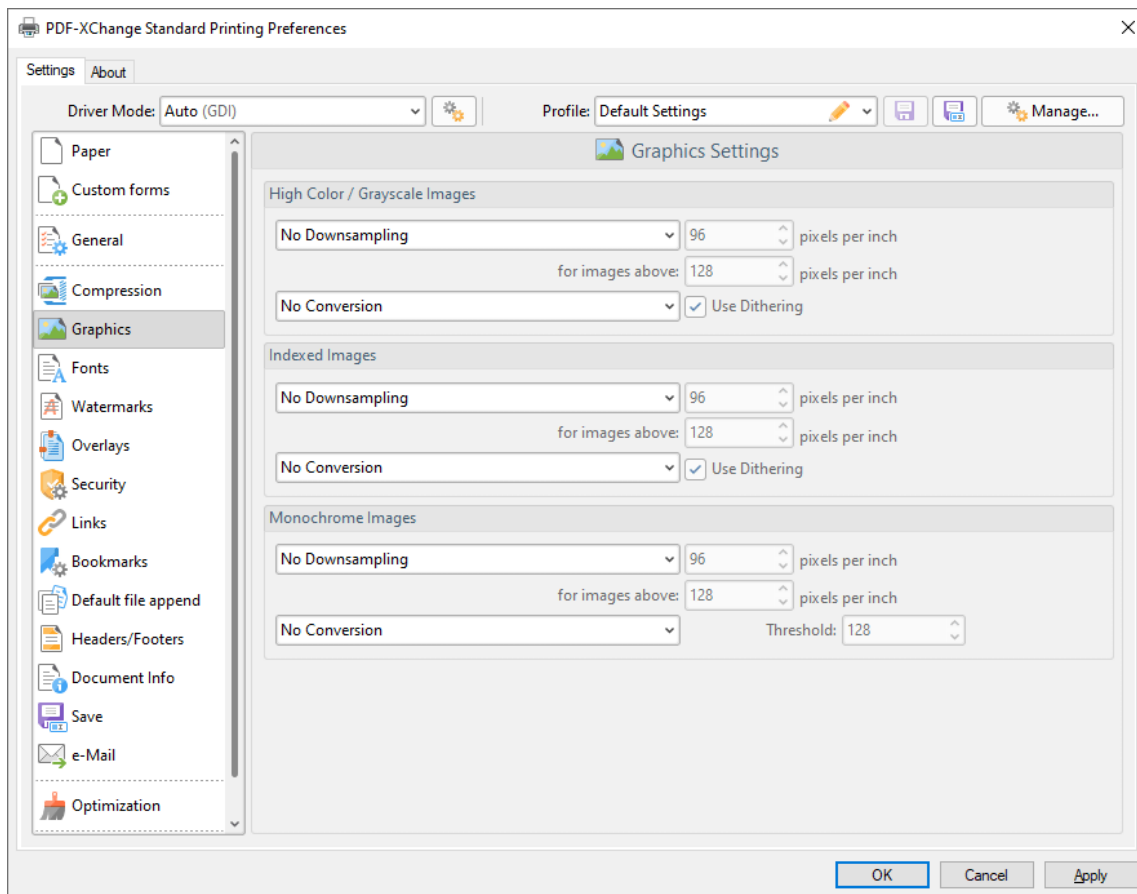 PDF-XChange Standard Printing Preferences
Settings About
Driver Mode: Auto (GDI) Profile: Default Settings Manage...
Paper
Custom forms
General
Compression
Graphics
Fonts
Watermarks
Overlays
Security
Links
Bookmarks
Default file append
Headers/Footers
Document Info
Save
e-Mail
Optimization
Graphics Settings
High Color / Grayscale Images
No Downsampling 96 pixels per inch
for images above: 128 pixels per inch
No Conversion Use Dithering
Indexed Images
No Downsampling 96 pixels per inch
for images above: 128 pixels per inch
No Conversion Use Dithering
Monochrome Images
No Downsampling 96 pixels per inch
for images above: 128 pixels per inch
No Conversion Threshold: 128
OK Cancel Apply